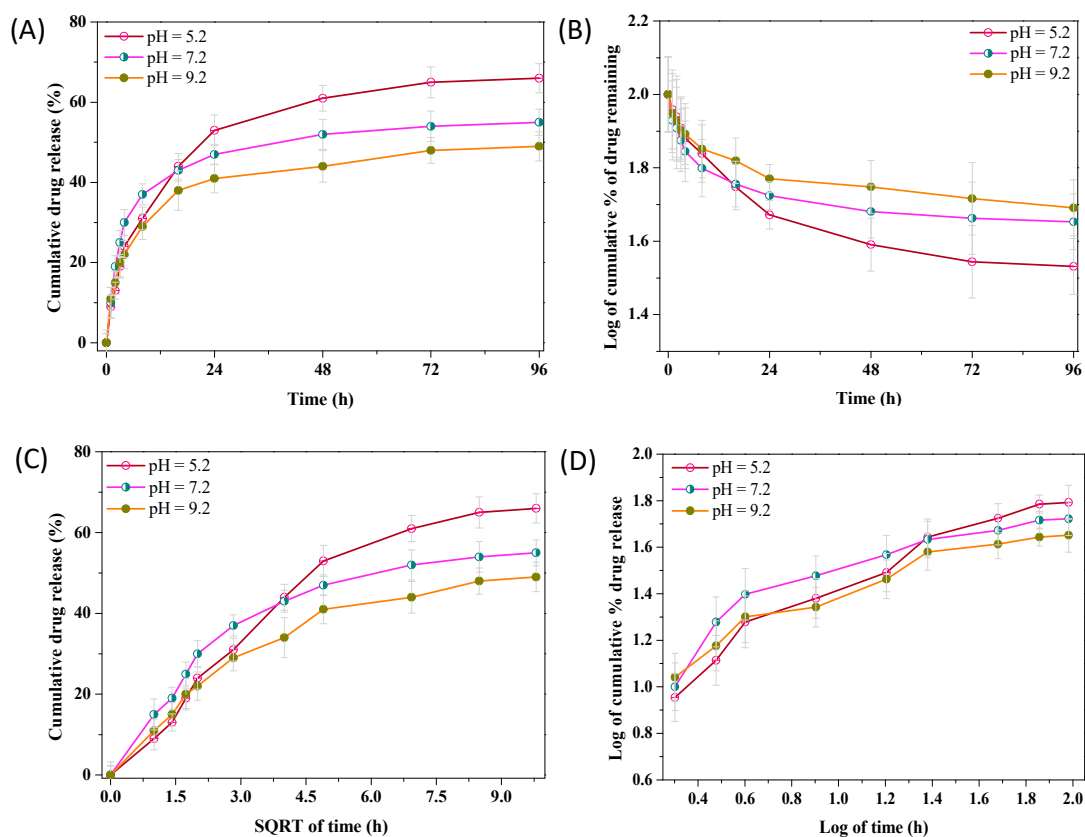 (A)
pH = 5.2
pH = 7.2
pH = 9.2
Cumulative drug release (%)
80
60
40
20
0
0 24 48 72 96
Time (h)
(B)
pH = 5.2
pH = 7.2
pH = 9.2
Log of cumulative % of drug remaining
2.2
2.0
1.8
1.6
1.4
0 24 48 72 96
Time (h)
(C)
pH = 5.2
pH = 7.2
pH = 9.2
Cumulative drug release (%)
80
60
40
20
0
0.0 1.5 3.0 4.5 6.0 7.5 9.0
SQRT of time (h)
(D)
pH = 5.2
pH = 7.2
pH = 9.2
Log of cumulative % drug release
2.0
1.8
1.6
1.4
1.2
1.0
0.8
0.6
0.4 0.6 0.8 1.0 1.2 1.4 1.6 1.8 2.0
Log of time (h)